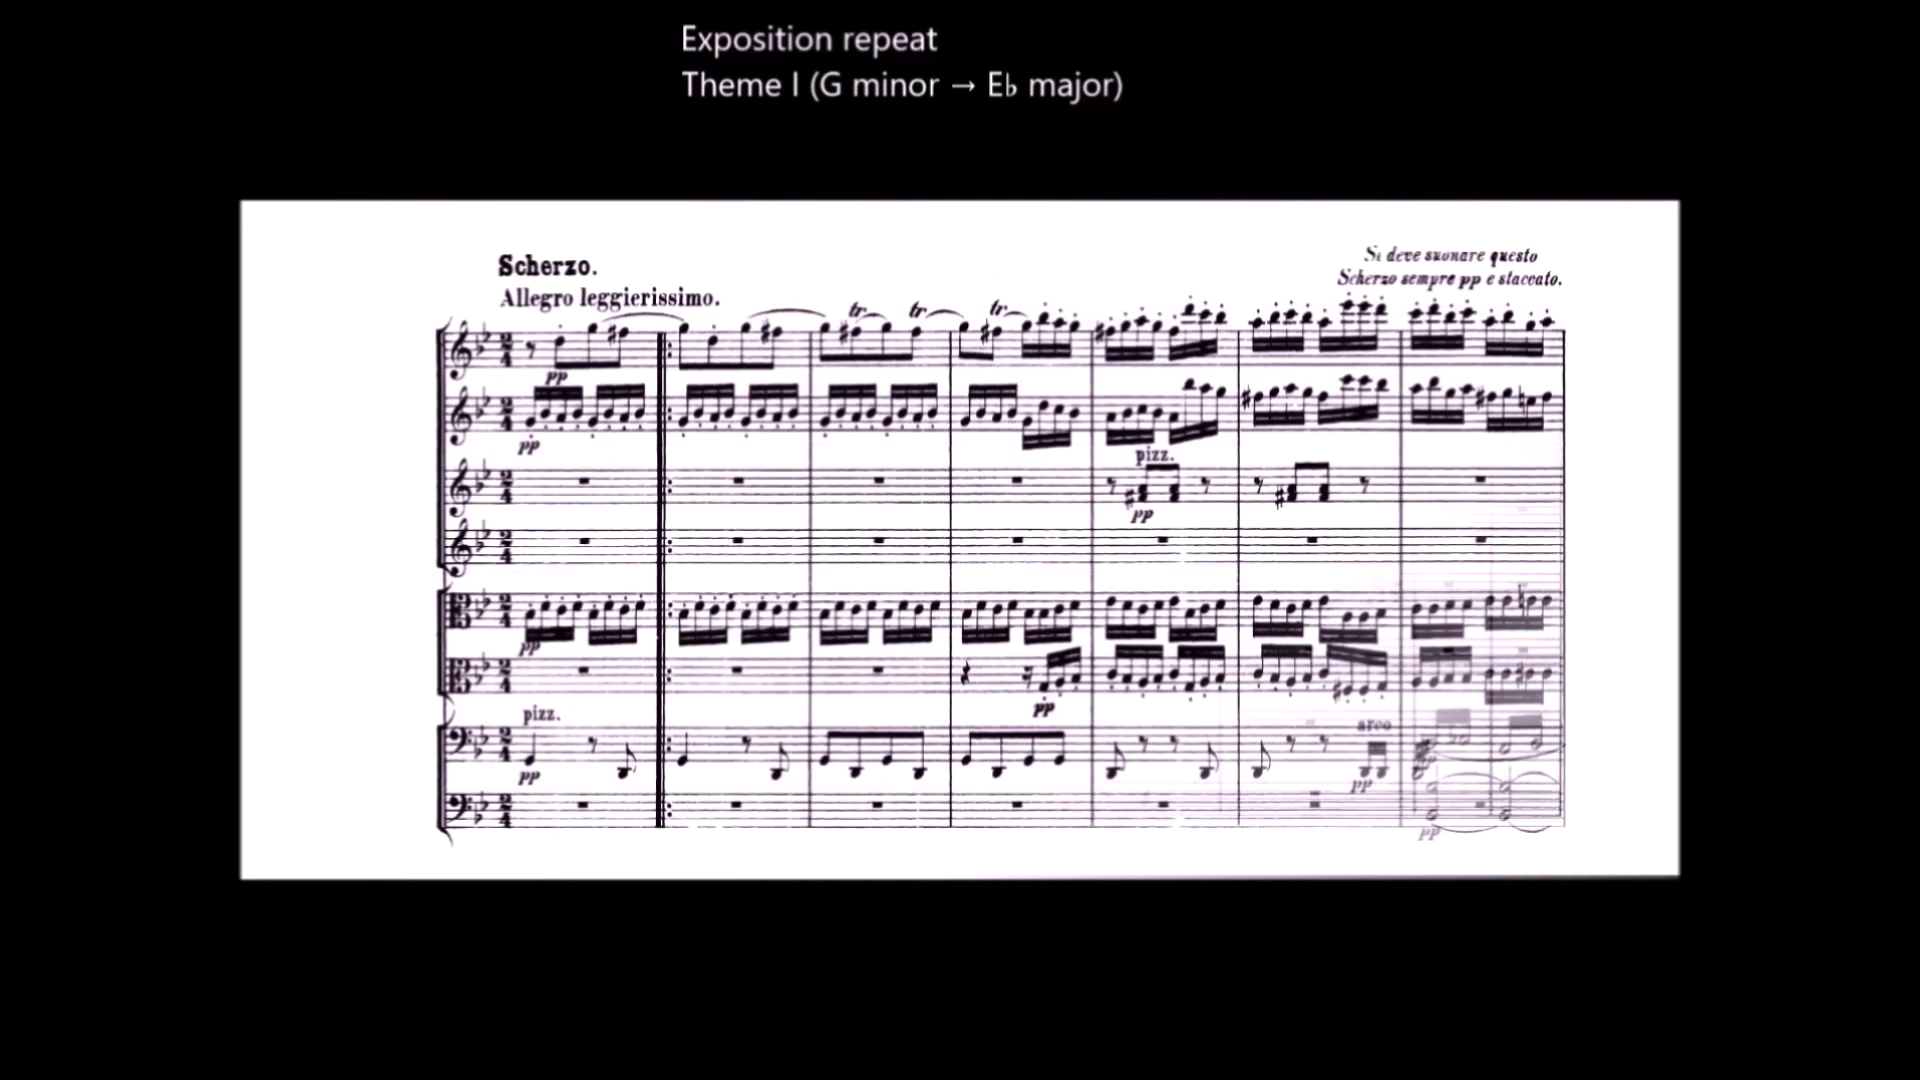 Exposition repeat
Theme I (G minor → E♭ major)
Si deve suonare questo
Scherzo.
Scherzo sempre pp e staccato.
Allegro leggierissimo.
tr tr tr
pp
pp
pizz.
pp
pp
pp
pizz.
arco
pp
pp
pp